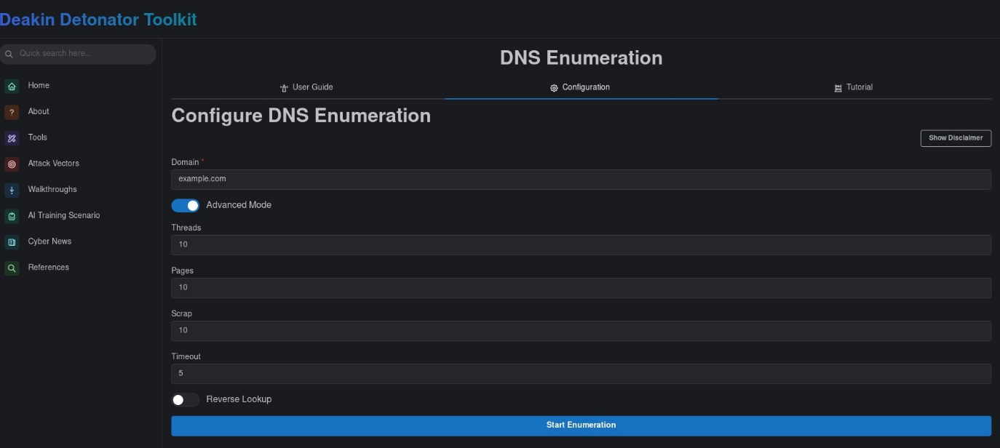 Deakin Detonator Toolkit
Quick search here...
Home
About
Tools
Attack Vectors
Walkthroughs
AI Training Scenario
Cyber News
References
DNS Enumeration
User Guide
Configuration
Tutorial
Configure DNS Enumeration
Show Disclaimer
Domain *
example.com
Advanced Mode
Threads
10
Pages
10
Scrap
10
Timeout
5
Reverse Lookup
Start Enumeration